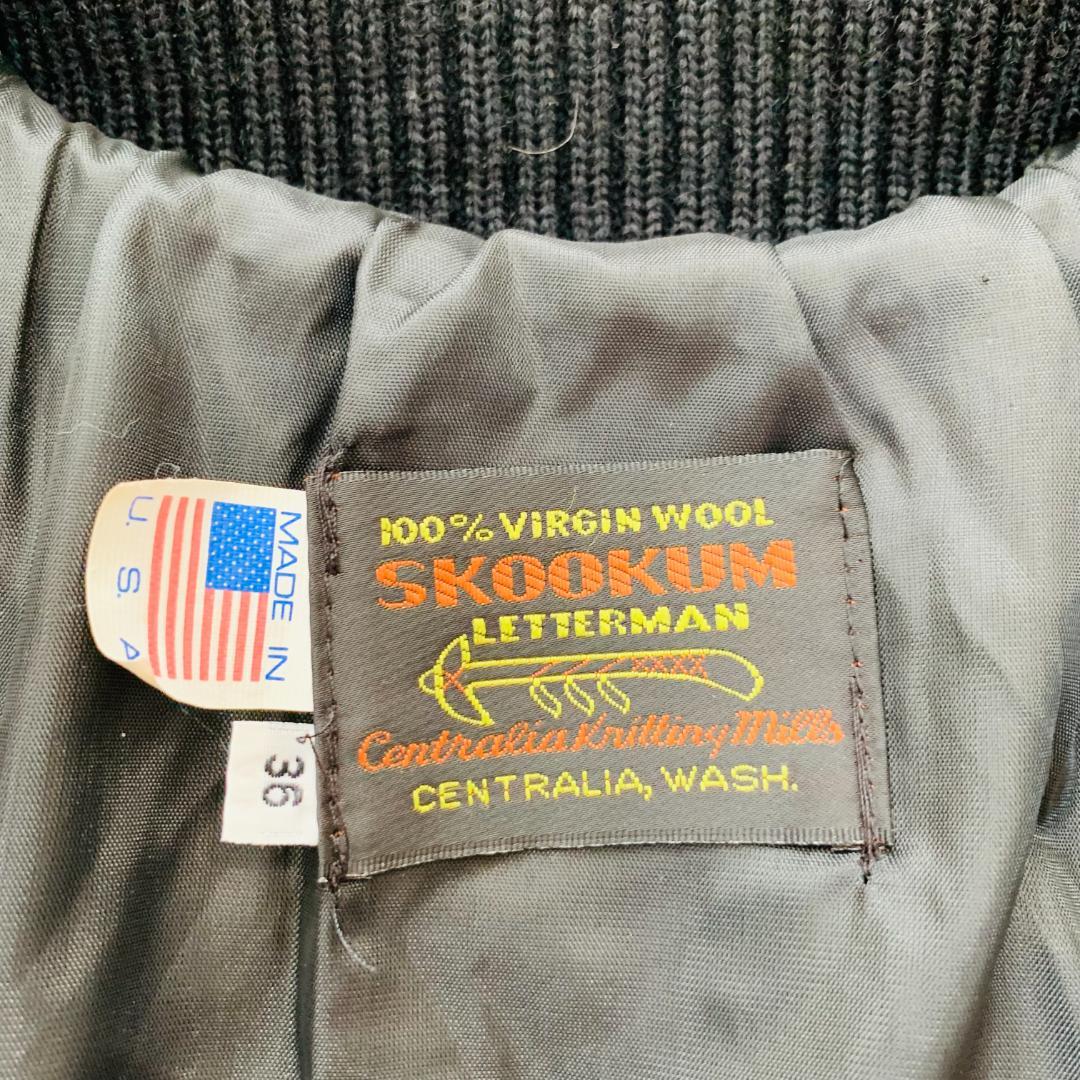 100% VIRGIN WOOL
SKOOKUM
LETTERMAN
Centralia Knitting Mills
CENTRALIA, WASH.
MADE IN
U. S. A
36